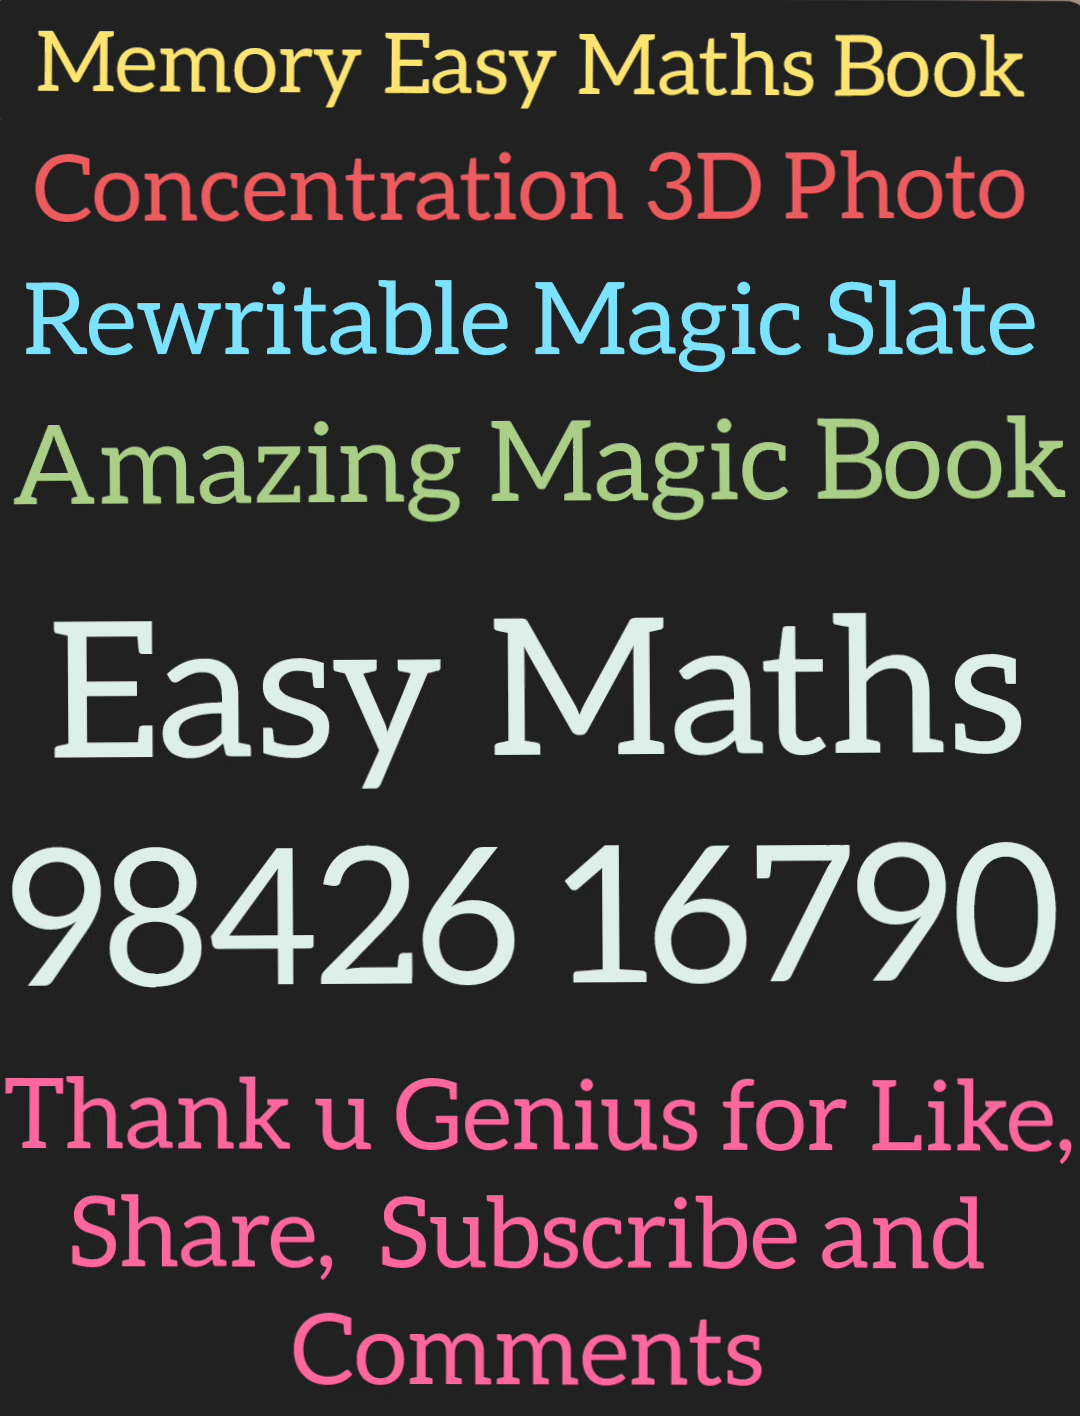 Memory Easy Maths Book
Concentration 3D Photo
Rewritable Magic Slate
Amazing Magic Book
Easy Maths
98426 16790
Thank u Genius for Like,
Share, Subscribe and
Comments